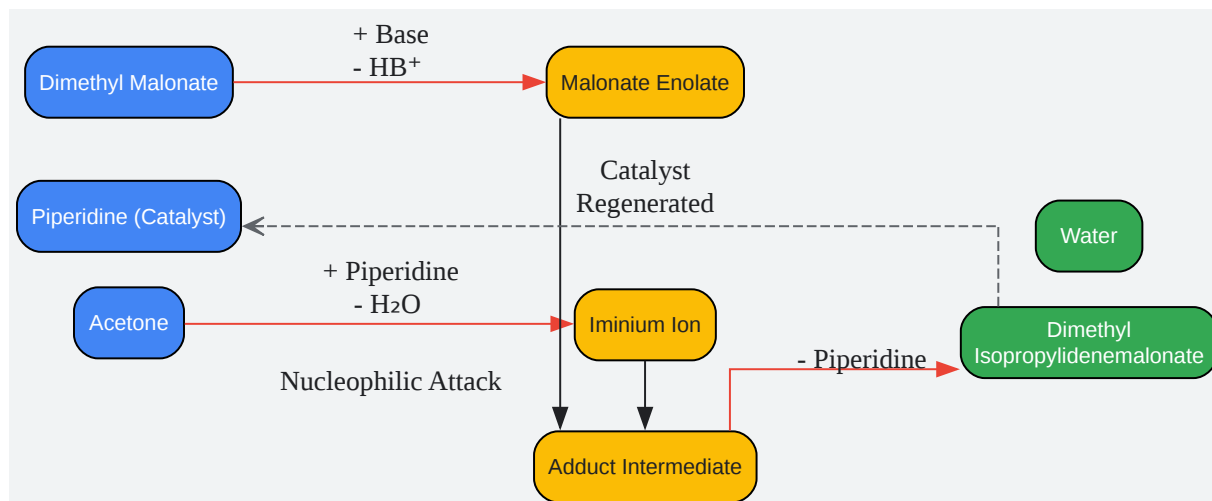 + Base
- HB⁺
Dimethyl Malonate
Malonate Enolate
Catalyst
Regenerated
Piperidine (Catalyst)
Water
+ Piperidine
- H₂O
Acetone
Iminium Ion
Dimethyl
Isopropylidenemalonate
- Piperidine
Nucleophilic Attack
Adduct Intermediate